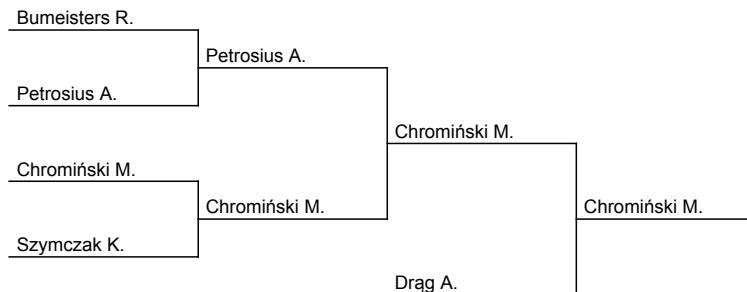 Bumeisters R.
Petrosius A.
Petrosius A.
Chromiński M.
Chromiński M.
Chromiński M.
Chromiński M.
Szymczak K.
Drąg A.